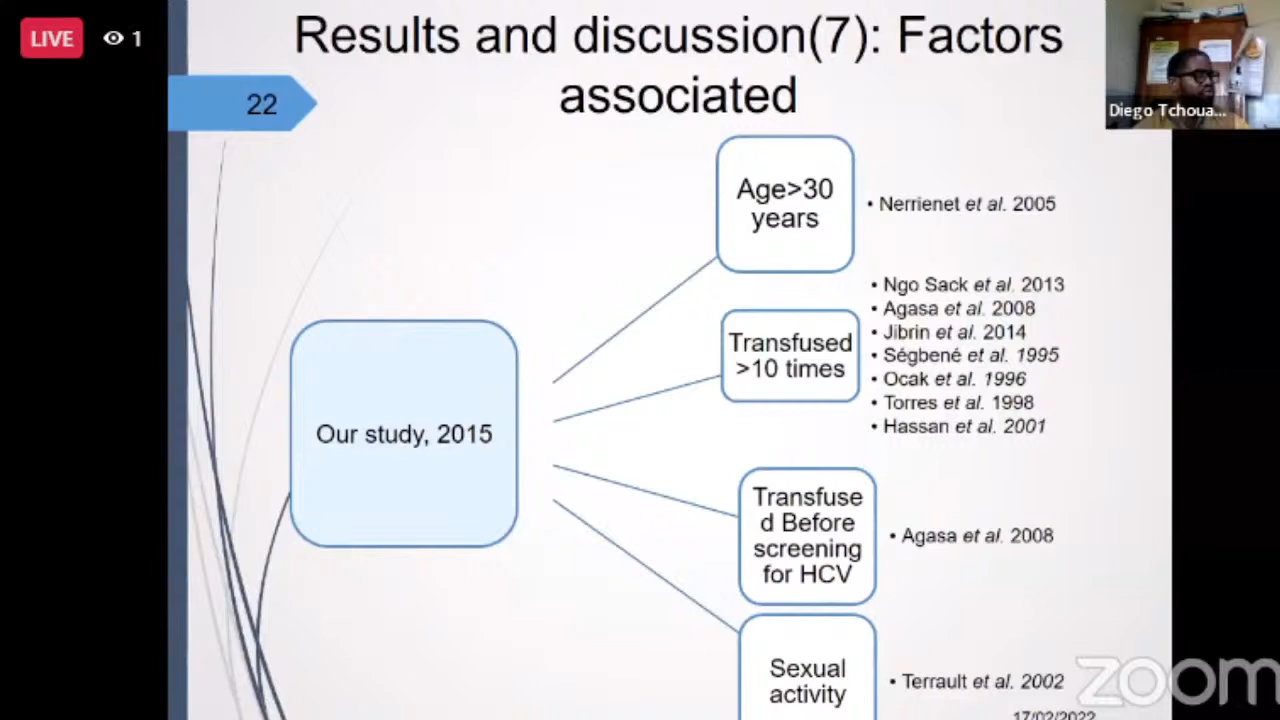 LIVE
1
Results and discussion(7): Factors
associated
22
Diego Tchoua...
Age>30
years
• Nerrienet et al. 2005
Transfused
>10 times
• Ngo Sack et al. 2013
• Agasa et al. 2008
• Jibrin et al. 2014
• Ségbené et al. 1995
• Ocak et al. 1996
• Torres et al. 1998
• Hassan et al. 2001
Our study, 2015
Transfuse
d Before
screening
for HCV
• Agasa et al. 2008
Sexual
activity
• Terrault et al. 2002
zoom
17/02/2022